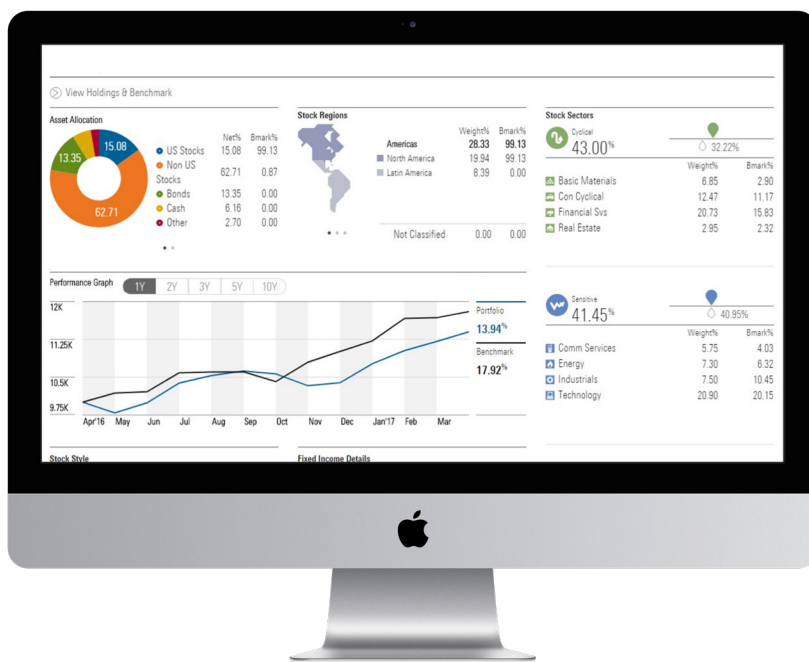 View Holdings & Benchmark
Asset Allocation
15.08
13.35
62.71
Net% Bmark%
US Stocks 15.08 99.13
Non US
Stocks 62.71 0.87
Bonds 13.35 0.00
Cash 6.16 0.00
Other 2.70 0.00
Stock Regions
Weight% Bmark%
Americas 28.33 99.13
North America 19.94 99.13
Latin America 8.39 0.00
Not Classified 0.00 0.00
Stock Sectors
Cyclical
43.00%
32.22%
Weight% Bmark%
Basic Materials 6.85 2.90
Con Cyclical 12.47 11.17
Financial Svs 20.73 15.83
Real Estate 2.95 2.32
Sensitive
41.45%
40.95%
Weight% Bmark%
Comm Services 5.75 4.03
Energy 7.30 6.32
Industrials 7.50 10.45
Technology 20.90 20.15
Performance Graph 1Y 2Y 3Y 5Y 10Y
12K
11.25K
10.5K
9.75K
Apr'16 May Jun Jul Aug Sep Oct Nov Dec Jan'17 Feb Mar
Portfolio
13.94%
Benchmark
17.92%
Stock Style
Fixed Income Details